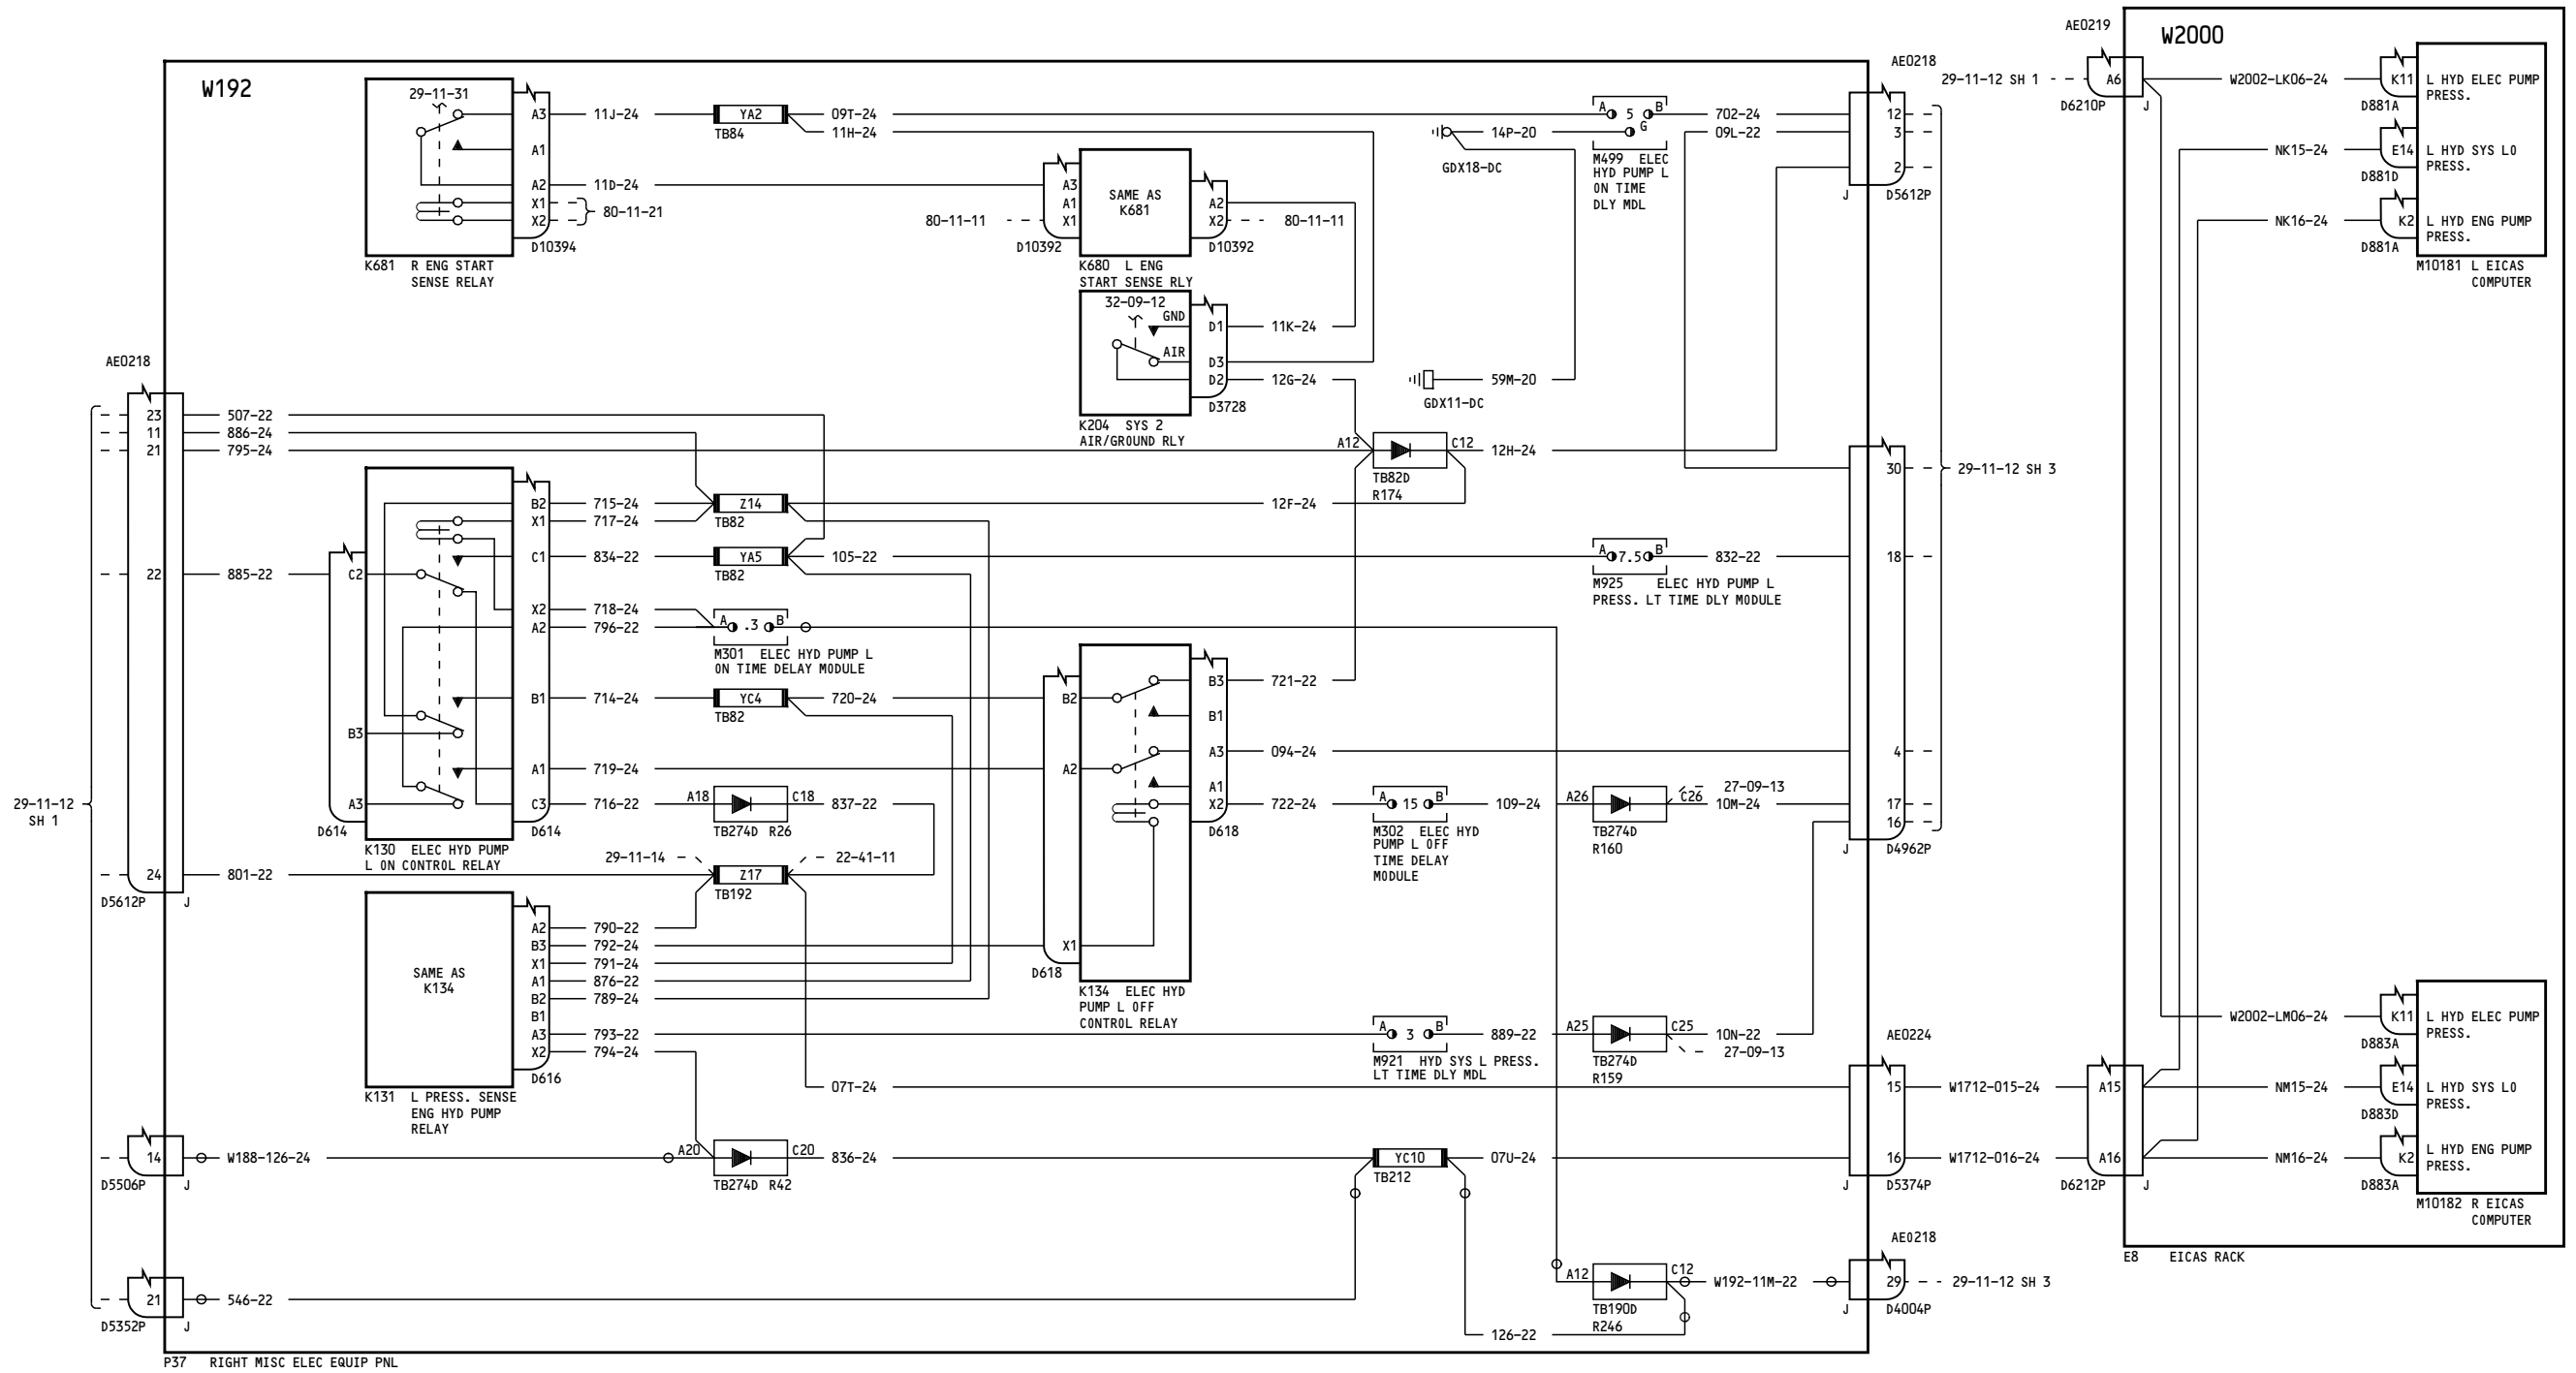 W192
W2000
AE0219
AE0218
29-11-12 SH 1
A6
D6210P
J
W2002-LK06-24
K11
L HYD ELEC PUMP
PRESS.
D881A
NK15-24
E14
L HYD SYS LO
PRESS.
D881D
NK16-24
K2
L HYD ENG PUMP
PRESS.
D881A
M10181 L EICAS
COMPUTER
29-11-31
A3
A1
A2
X1
X2
D10394
K681 R ENG START
SENSE RELAY
11J-24
11D-24
80-11-21
YA2
TB84
09T-24
11H-24
80-11-11
A3
A1
X1
D10392
SAME AS
K681
A2
X2
D10392
80-11-11
K680 L ENG
START SENSE RLY
32-09-12
GND
AIR
D1
D3
D2
D3728
K204 SYS 2
AIR/GROUND RLY
11K-24
12G-24
GDX18-DC
14P-20
A 5 B
G
M499 ELEC
HYD PUMP L
ON TIME
DLY MDL
702-24
09L-22
12
3
2
J
D5612P
GDX11-DC
59M-20
A12
C12
TB82D
R174
12H-24
12F-24
29-11-12 SH 3
AE0218
23
11
21
22
24
D5612P
J
507-22
886-24
795-24
885-22
801-22
29-11-12
SH 1
C2
B3
A3
D614
B2
X1
C1
X2
A2
B1
A1
C3
D614
K130 ELEC HYD PUMP
L ON CONTROL RELAY
715-24
717-24
834-22
718-24
796-22
714-24
719-24
716-22
Z14
TB82
YA5
TB82
105-22
A .3 B
M301 ELEC HYD PUMP L
ON TIME DELAY MODULE
YC4
TB82
720-24
A18
C18
TB274D R26
837-22
29-11-14
22-41-11
Z17
TB192
B2
A2
X1
D618
B3
B1
A3
A1
X2
D618
K134 ELEC HYD
PUMP L OFF
CONTROL RELAY
721-22
094-24
722-24
A 15 B
M302 ELEC HYD
PUMP L OFF
TIME DELAY
MODULE
109-24
A 7.5 B
M925 ELEC HYD PUMP L
PRESS. LT TIME DLY MODULE
832-22
A26
C26
TB274D
R160
27-09-13
10M-24
30
18
4
17
16
J
D4962P
SAME AS
K134
A2
B3
X1
A1
B2
B1
A3
X2
D616
K131 L PRESS. SENSE
ENG HYD PUMP
RELAY
790-22
792-24
791-24
876-22
789-24
793-22
794-24
07T-24
A 3 B
M921 HYD SYS L PRESS.
LT TIME DLY MDL
889-22
A25
C25
TB274D
R159
10N-22
27-09-13
AE0224
15
16
J
D5374P
W1712-015-24
W1712-016-24
A15
A16
D6212P
J
W2002-LM06-24
K11
L HYD ELEC PUMP
PRESS.
D883A
NM15-24
E14
L HYD SYS LO
PRESS.
D883D
NM16-24
K2
L HYD ENG PUMP
PRESS.
D883A
M10182 R EICAS
COMPUTER
E8 EICAS RACK
14
D5506P
J
W188-126-24
A20
C20
TB274D R42
836-24
YC10
TB212
07U-24
21
D5352P
J
546-22
126-22
A12
C12
TB190D
R246
W192-11M-22
AE0218
29
J
D4004P
29-11-12 SH 3
P37 RIGHT MISC ELEC EQUIP PNL